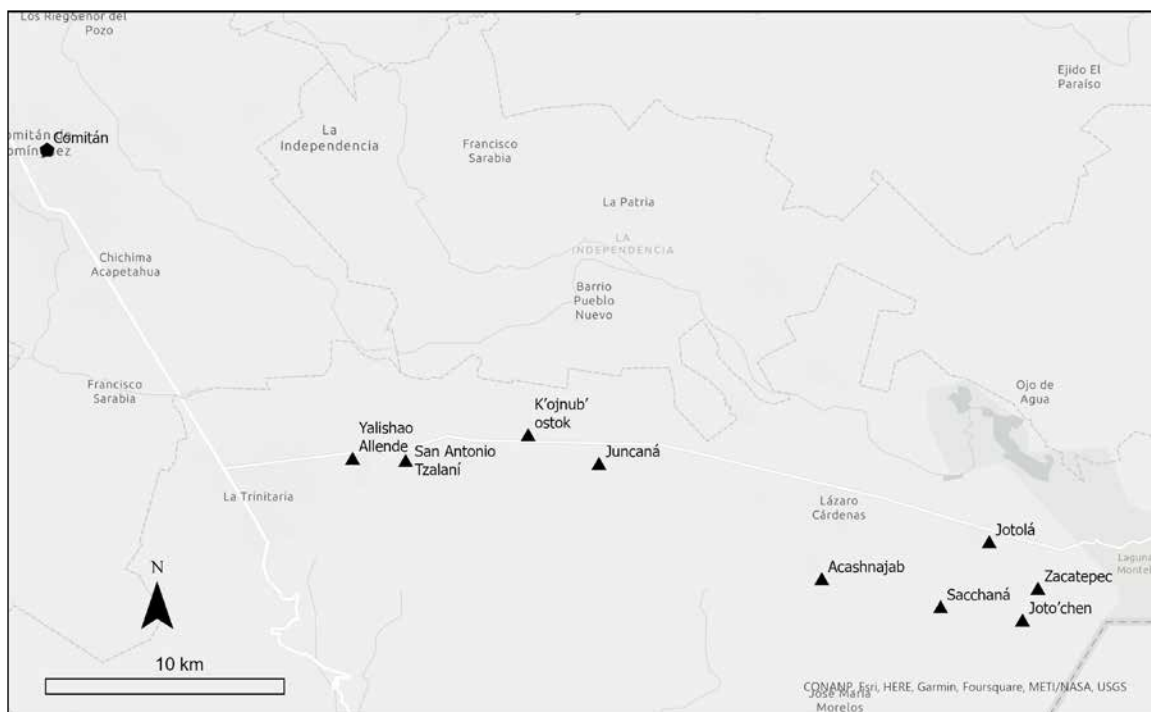 Los Riegos
Señor del
Pozo
Ejido El
Paraíso
La
Independencia
Comitán
Francisco
Sarabia
La Patria
LA
INDEPENDENCIA
Chichima
Acapetahua
Barrio
Pueblo
Nuevo
Francisco
Sarabia
Ojo de
Agua
K'ojnub'
ostok
Yalishao
Allende
San Antonio
Tzalaní
Juncaná
La Trinitaria
Lázaro
Cárdenas
Jotolá
Laguna
Acashnajab
Zacatepec
Sacchaná
Joto'chen
N
10 km
CONANP, Esri, HERE, Garmin, Foursquare, METI/NASA, USGS
José María
Morelos